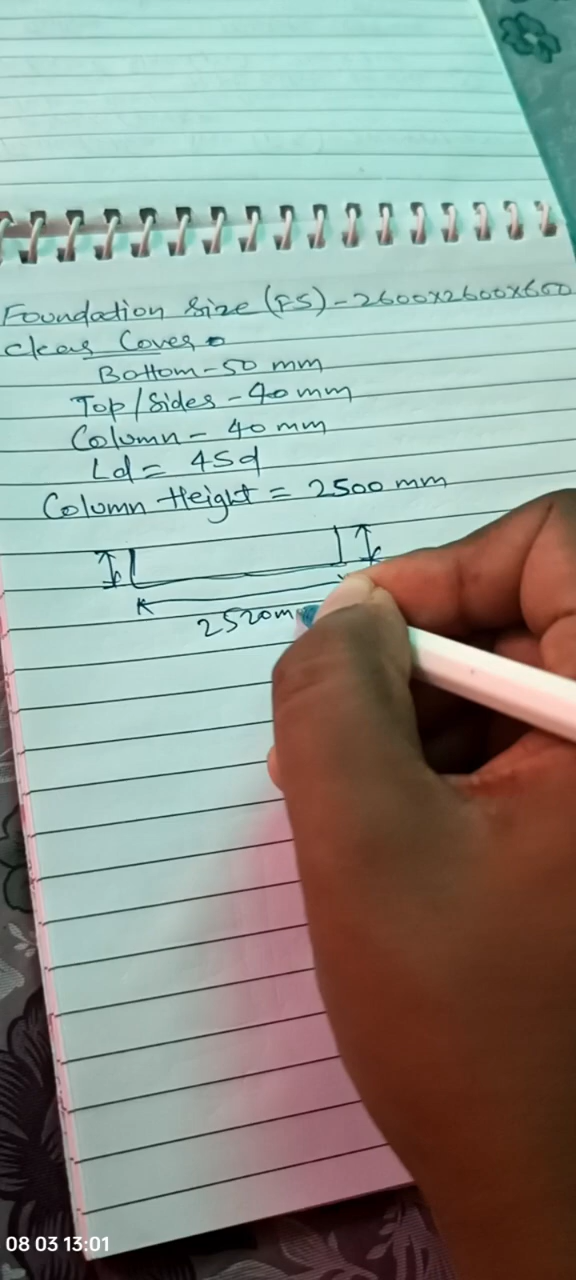 Foundation Size (FS) - 2600x2600x600
Clear Cover
Bottom - 50 mm
Top/Sides - 40 mm
Column - 40 mm
Ld = 45d
Column Height = 2500 mm
2520m
08 03 13:01